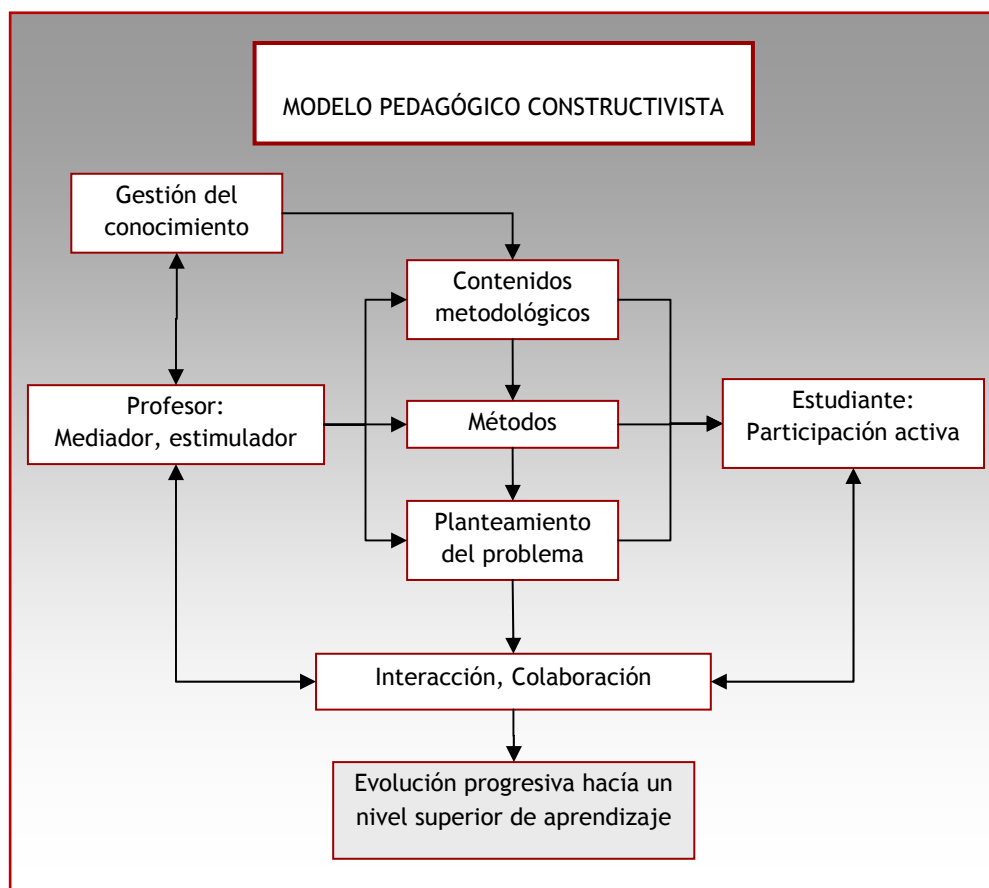 MODELO PEDAGÓGICO CONSTRUCTIVISTA
Gestión del
conocimiento
Contenidos
metodológicos
Profesor:
Mediador, estimulador
Métodos
Estudiante:
Participación activa
Planteamiento
del problema
Interacción, Colaboración
Evolución progresiva hacía un
nivel superior de aprendizaje